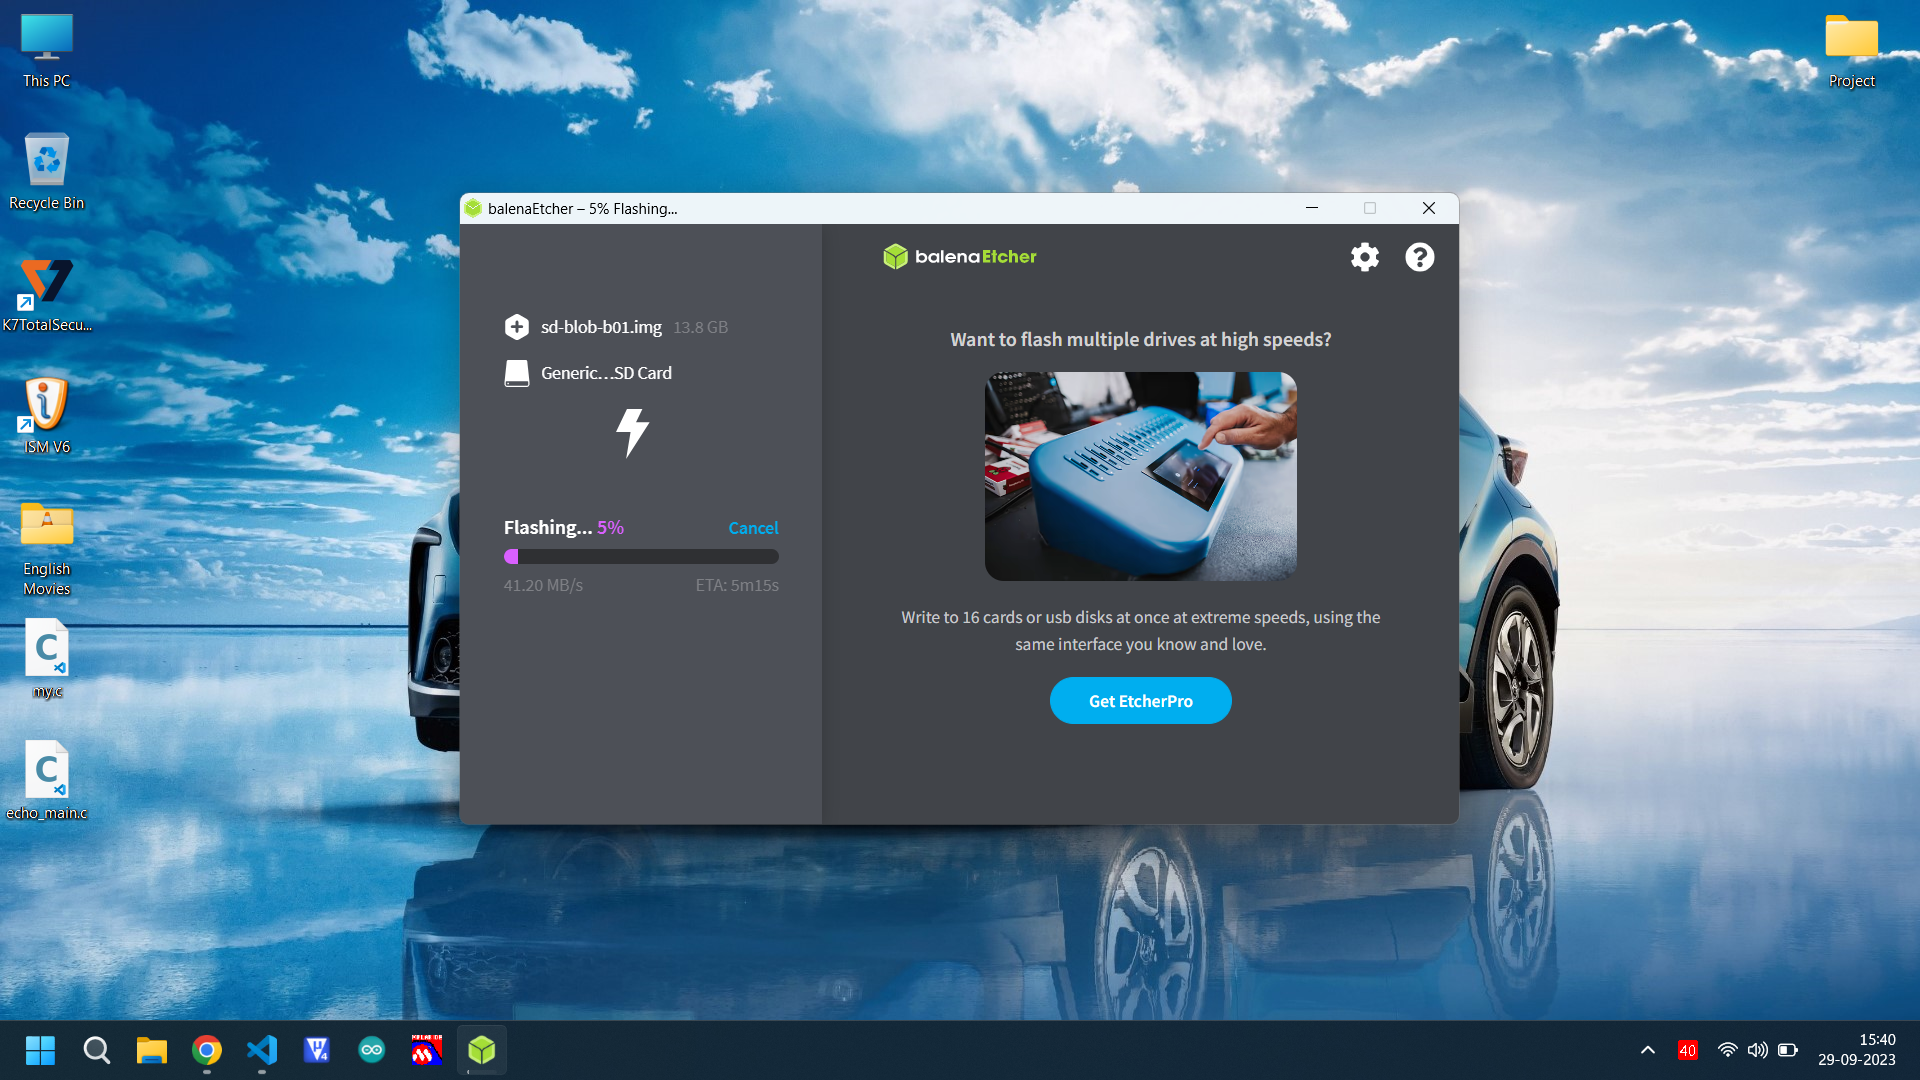 This PC
Recycle Bin
K7TotalSecu...
ISM V6
English
Movies
my.c
echo_main.c
Project
balenaEtcher – 5% Flashing...
sd-blob-b01.img 13.8 GB
Generic...SD Card
Flashing... 5% Cancel
41.20 MB/s ETA: 5m15s
balenaEtcher
Want to flash multiple drives at high speeds?
Write to 16 cards or usb disks at once at extreme speeds, using the
same interface you know and love.
Get EtcherPro
40
15:40
29-09-2023